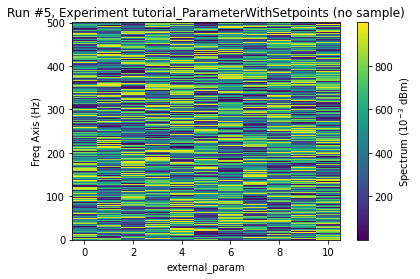 Run #5, Experiment tutorial_ParameterWithSetpoints (no sample)
500
400
300
200
100
0
Freq Axis (Hz)
0 2 4 6 8 10
external_param
800
600
400
200
Spectrum (10⁻³ dBm)